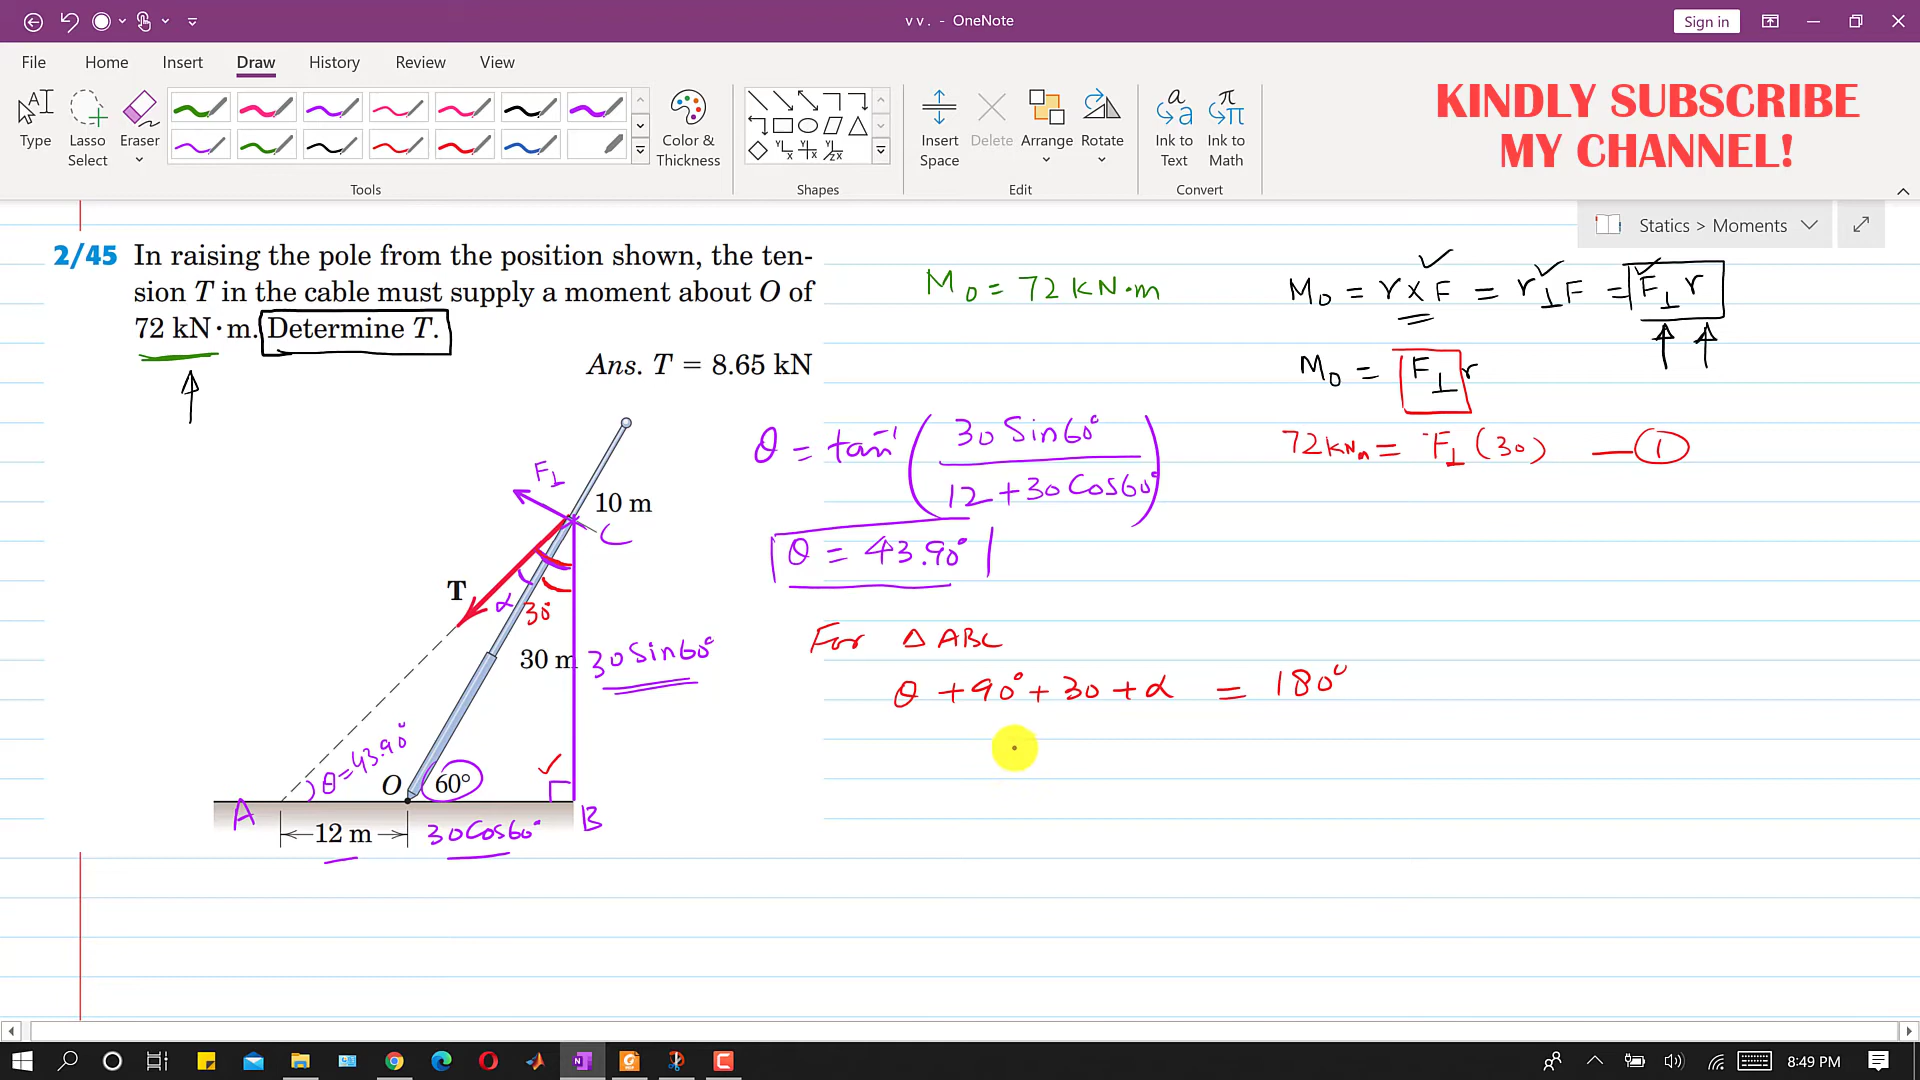 v v . - OneNote
Sign in
File Home Insert Draw History Review View
KINDLY SUBSCRIBE
MY CHANNEL!
Type
Lasso Select
Eraser
Color & Thickness
Insert Space
Delete
Arrange
Rotate
Ink to Text
Ink to Math
Tools
Shapes
Edit
Convert
Statics > Moments
2/45 In raising the pole from the position shown, the ten-
sion T in the cable must supply a moment about O of
72 kN·m. Determine T.
Ans. T = 8.65 kN
M₀ = 72 KN·m
M₀ = r × F = r⊥F = F⊥ r
M₀ = F⊥ r
72 KNm = F⊥ (30) — ①
θ = tan⁻¹ ( 30 Sin60° / 12 + 30 Cos60° )
θ = 43.90°
For Δ ABC
θ + 90° + 30 + α = 180°
F⊥
10 m
C
T
α 30°
30 m
30 Sin60°
θ = 43.90°
O
60°
A
B
12 m
30 Cos60°
8:49 PM